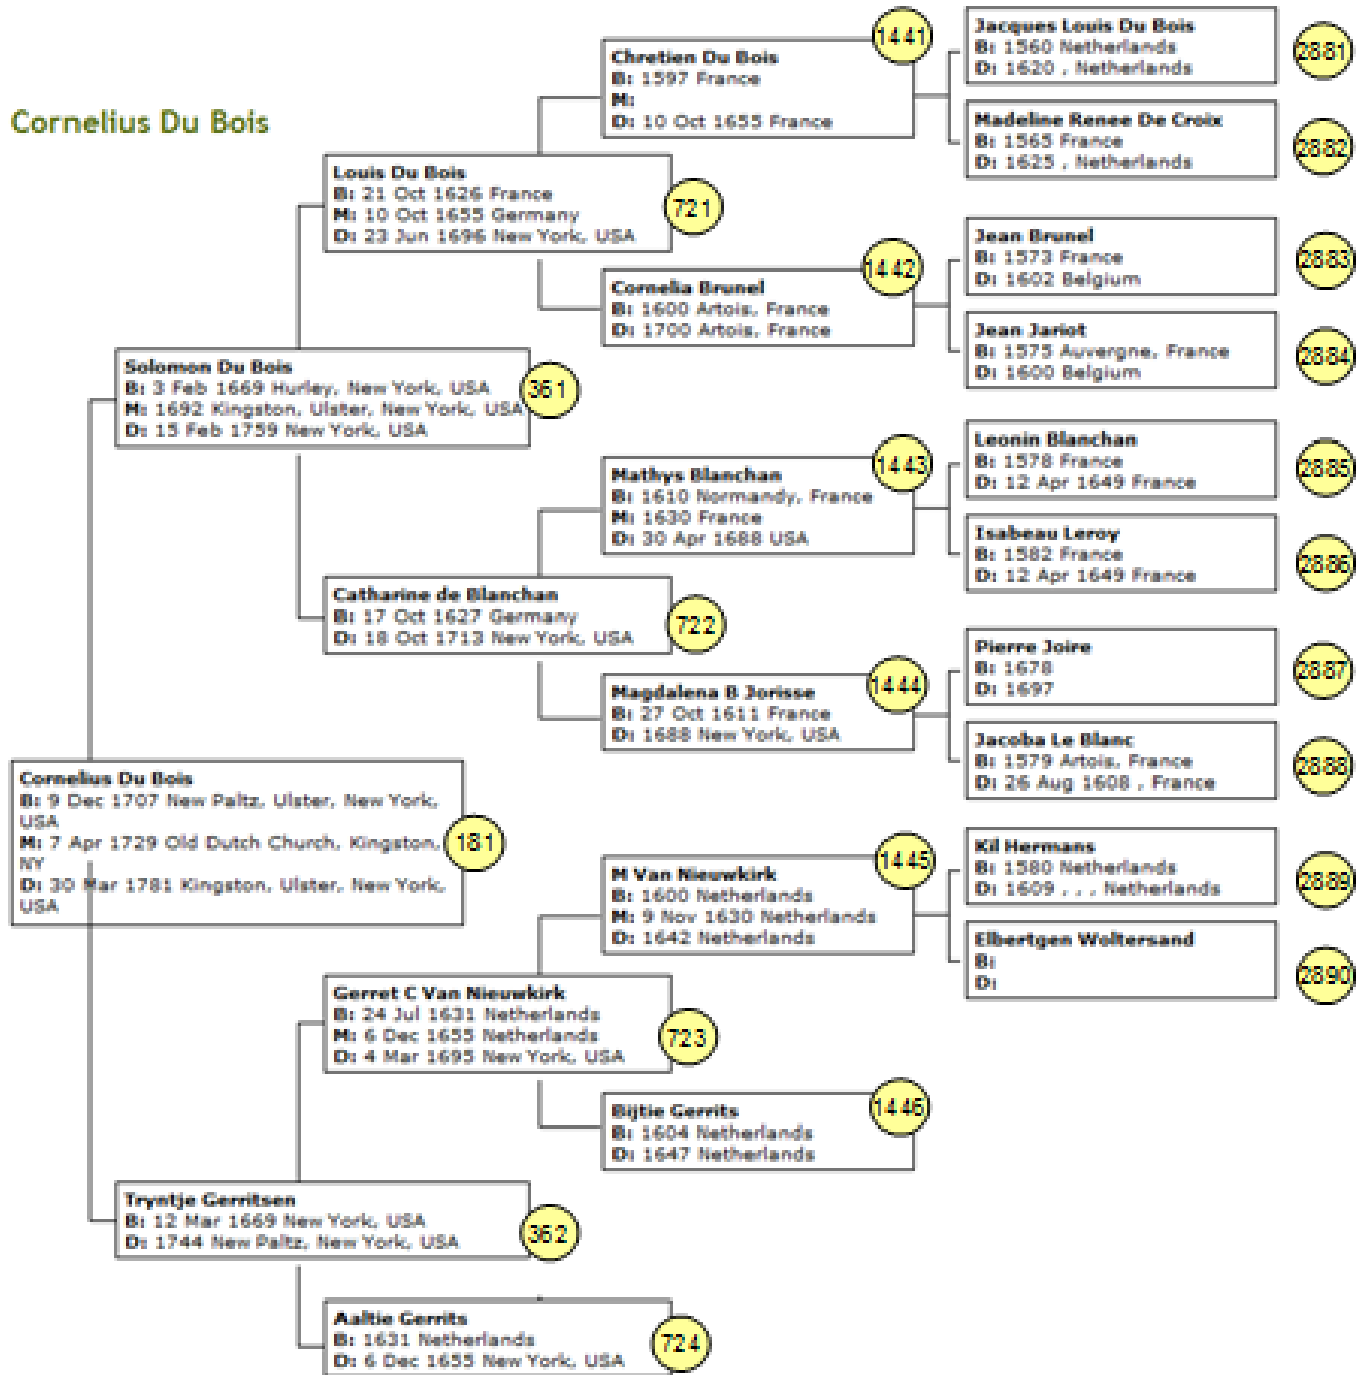 Cornelius Du Bois
Cornelius Du Bois
B: 9 Dec 1707 New Paltz, Ulster, New York,
USA
M: 7 Apr 1729 Old Dutch Church, Kingston,
NY
D: 30 Mar 1781 Kingston, Ulster, New York,
USA
181
Solomon Du Bois
B: 3 Feb 1669 Hurley, New York, USA
M: 1692 Kingston, Ulster, New York, USA
D: 15 Feb 1759 New York, USA
361
Tryntje Gerritsen
B: 12 Mar 1669 New York, USA
D: 1744 New Paltz, New York, USA
362
Louis Du Bois
B: 21 Oct 1626 France
M: 10 Oct 1655 Germany
D: 23 Jun 1696 New York, USA
721
Catharine de Blanchan
B: 17 Oct 1627 Germany
D: 18 Oct 1713 New York, USA
722
Gerret C Van Nieuwkirk
B: 24 Jul 1631 Netherlands
M: 6 Dec 1655 Netherlands
D: 4 Mar 1695 New York, USA
723
Aaltie Gerrits
B: 1631 Netherlands
D: 6 Dec 1655 New York, USA
724
Chretien Du Bois
B: 1597 France
M:
D: 10 Oct 1655 France
1441
Cornelia Brunel
B: 1600 Artois, France
D: 1700 Artois, France
1442
Mathys Blanchan
B: 1610 Normandy, France
M: 1630 France
D: 30 Apr 1688 USA
1443
Magdalena B Jorisse
B: 27 Oct 1611 France
D: 1688 New York, USA
1444
M Van Nieuwkirk
B: 1600 Netherlands
M: 9 Nov 1630 Netherlands
D: 1642 Netherlands
1445
Bijtie Gerrits
B: 1604 Netherlands
D: 1647 Netherlands
1446
Jacques Louis Du Bois
B: 1560 Netherlands
D: 1620 , Netherlands
2881
Madeline Renee De Croix
B: 1565 France
D: 1625 , Netherlands
2882
Jean Brunel
B: 1573 France
D: 1602 Belgium
2883
Jean Jariot
B: 1575 Auvergne, France
D: 1600 Belgium
2884
Leonin Blanchan
B: 1578 France
D: 12 Apr 1649 France
2885
Isabeau Leroy
B: 1582 France
D: 12 Apr 1649 France
2886
Pierre Joire
B: 1678
D: 1697
2887
Jacoba Le Blanc
B: 1579 Artois, France
D: 26 Aug 1608 , France
2888
Kil Hermans
B: 1580 Netherlands
D: 1609 , , , Netherlands
2889
Elbertgen Woltersand
B:
D:
2890